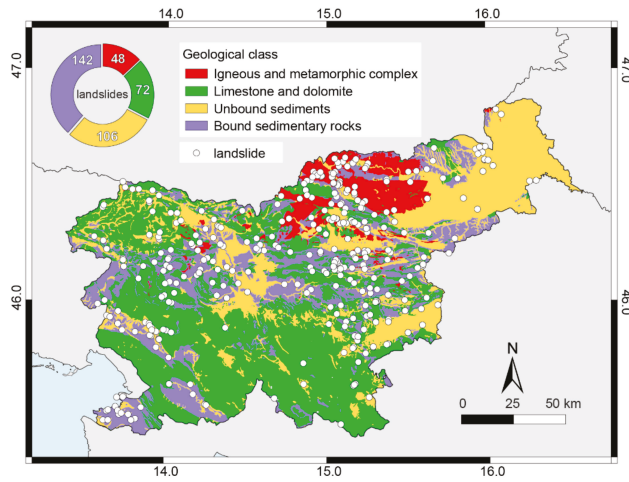 14.0 15.0 16.0
47.0 47.0
142 48
landslides 72
106
Geological class
Igneous and metamorphic complex
Limestone and dolomite
Unbound sediments
Bound sedimentary rocks
landslide
46.0 46.0
N
0 25 50 km
14.0 15.0 16.0